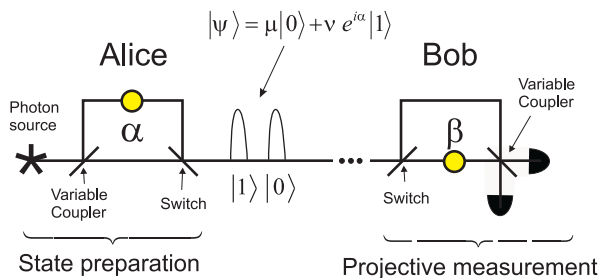 |ψ⟩ = μ|0⟩ + ν e^{iα}|1⟩
Alice
Bob
Photon
source
α
Variable
Coupler
Switch
|1⟩ |0⟩
Variable
Coupler
β
Switch
State preparation
Projective measurement